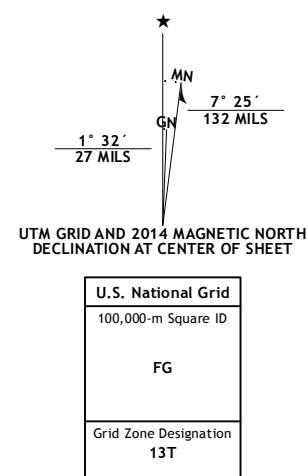 ★
MN
GN
7° 25´
132 MILS
1° 32´
27 MILS
UTM GRID AND 2014 MAGNETIC NORTH
DECLINATION AT CENTER OF SHEET
U.S. National Grid
100,000-m Square ID
FG
Grid Zone Designation
13T